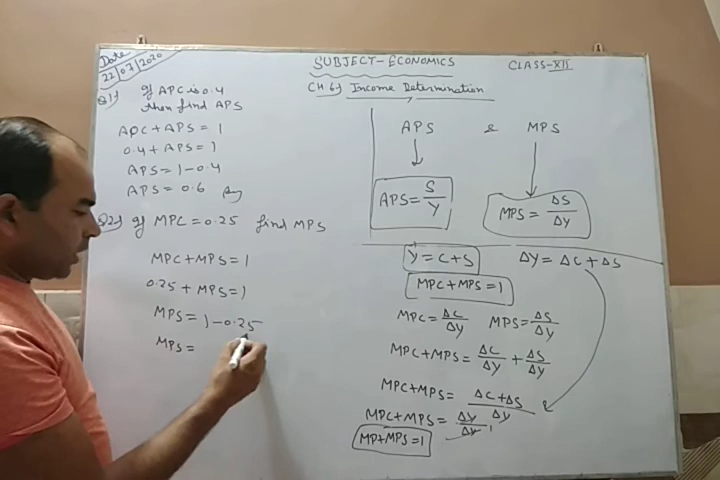 Date
22/07/2020
SUBJECT-ECONOMICS
CLASS-XII
CH.6) Income Determination
Q1) If APC is 0.4
then find APS
APC + APS = 1
0.4 + APS = 1
APS = 1 - 0.4
APS = 0.6
Q2) If MPC = 0.25 find MPS
MPC + MPS = 1
0.25 + MPS = 1
MPS = 1 - 0.25
MPS =
APS & MPS
APS = S/Y
MPS = ΔS/ΔY
Y = C + S
ΔY = ΔC + ΔS
MPC + MPS = 1
MPC = ΔC/ΔY MPS = ΔS/ΔY
MPC + MPS = ΔC/ΔY + ΔS/ΔY
MPC + MPS = ΔC + ΔS/ΔY
MPC + MPS = ΔY/ΔY
MP + MPS = 1